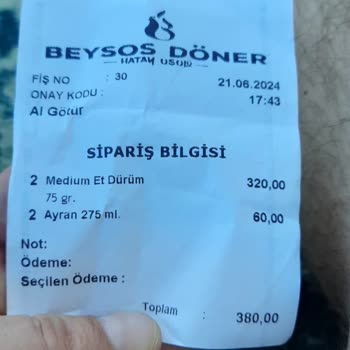 BEYSOS DÖNER
HATAY USULÜ
FİŞ NO : 30 21.06.2024
ONAY KODU : 17:43
Al Götür
SİPARİŞ BİLGİSİ
2 Medium Et Dürüm 320,00
75 gr.
2 Ayran 275 ml. 60,00
Not:
Ödeme:
Seçilen Ödeme :
Toplam : 380,00